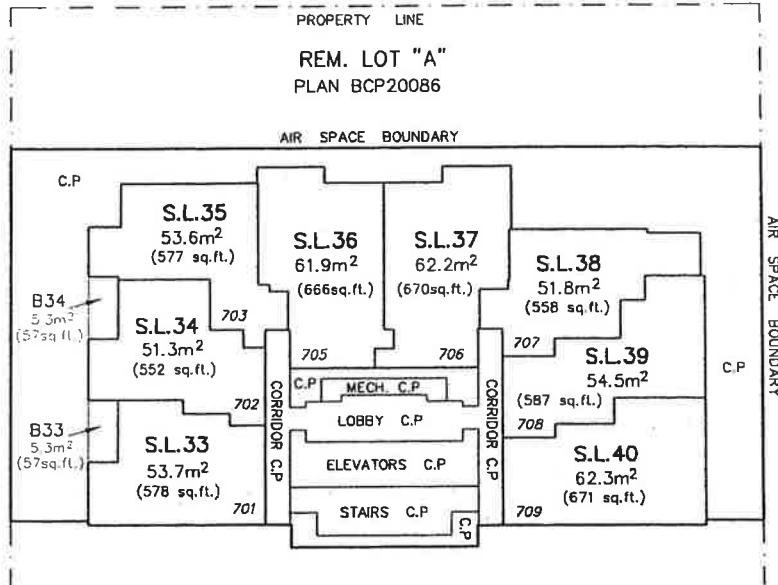 PROPERTY LINE
REM. LOT "A"
PLAN BCP20086
AIR SPACE BOUNDARY
C.P
S.L.35
53.6m²
(577 sq.ft.)
S.L.36
61.9m²
(666sq.ft.)
S.L.37
62.2m²
(670sq.ft.)
S.L.38
51.8m²
(558 sq.ft.)
AIR SPACE BOUNDARY
B34
5.3m²
(57sq.ft.)
S.L.34
51.3m²
(552 sq.ft.)
703
705
706
707
S.L.39
54.5m²
(587 sq.ft.)
C.P
702
708
CORRIDOR C.P
C.P
MECH. C.P
LOBBY C.P
CORRIDOR C.P
B33
5.3m²
(57sq.ft.)
S.L.33
53.7m²
(578 sq.ft.)
701
ELEVATORS C.P
STAIRS C.P
C.P
S.L.40
62.3m²
(671 sq.ft.)
709